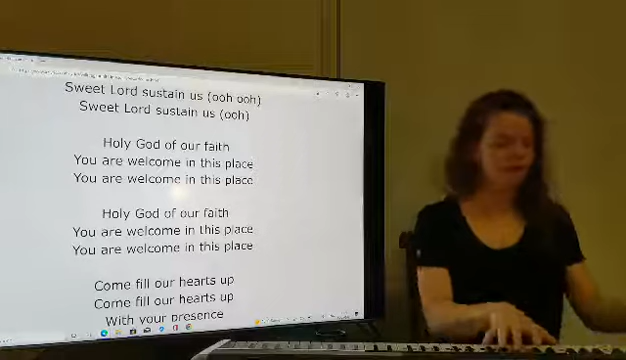 Sweet Lord sustain us (ooh ooh)
Sweet Lord sustain us (ooh)
Holy God of our faith
You are welcome in this place
You are welcome in this place
Holy God of our faith
You are welcome in this place
You are welcome in this place
Come fill our hearts up
Come fill our hearts up
With your presence